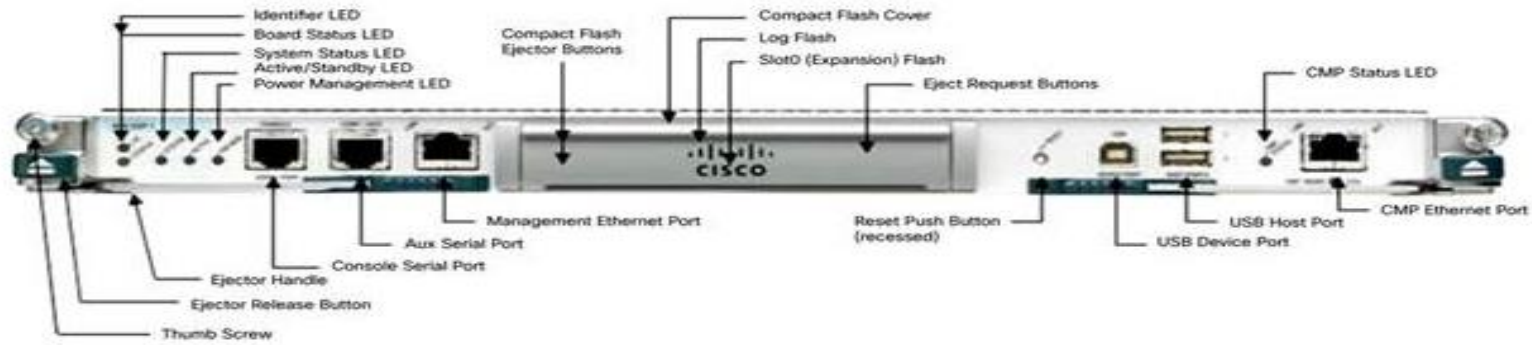 Identifier LED
Board Status LED
System Status LED
Active/Standby LED
Power Management LED
Compact Flash
Ejector Buttons
Compact Flash Cover
Log Flash
Slot0 (Expansion) Flash
Eject Request Buttons
CMP Status LED
CISCO
Management Ethernet Port
Aux Serial Port
Console Serial Port
Ejector Handle
Ejector Release Button
Thumb Screw
Reset Push Button
(recessed)
USB Host Port
USB Device Port
CMP Ethernet Port